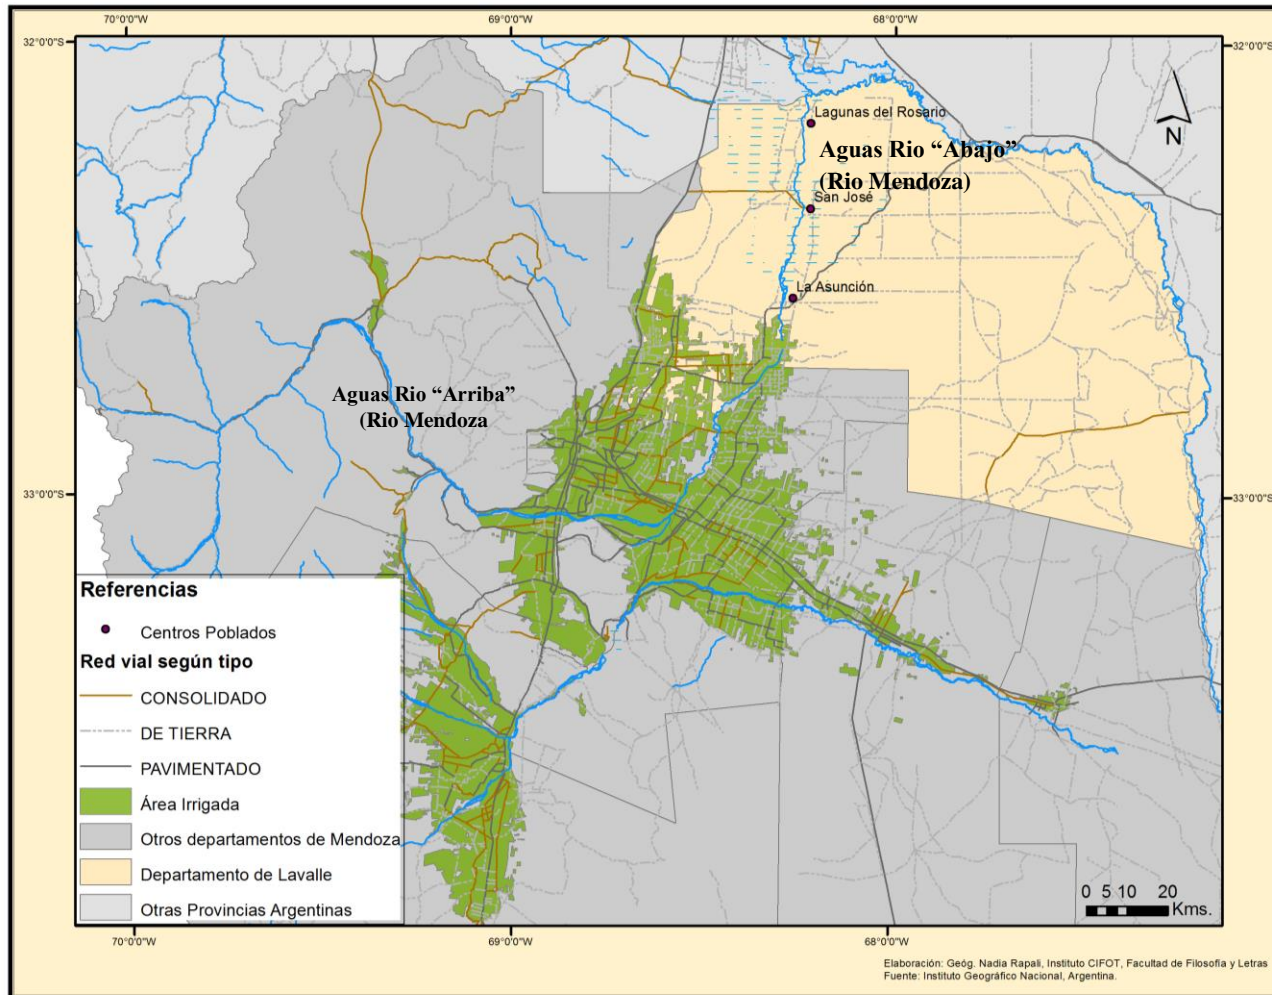 70°0'0"W
69°0'0"W
68°0'0"W
32°0'0"S
32°0'0"S
Lagunas del Rosario
N
Aguas Rio “Abajo”
(Rio Mendoza)
San José
La Asunción
Aguas Rio “Arriba”
(Rio Mendoza
33°0'0"S
33°0'0"S
Referencias
Centros Poblados
Red vial según tipo
CONSOLIDADO
DE TIERRA
PAVIMENTADO
Área Irrigada
Otros departamentos de Mendoza
Departamento de Lavalle
Otras Provincias Argentinas
0 5 10 20
Kms.
70°0'0"W
69°0'0"W
68°0'0"W
Elaboración: Geóg. Nadia Rapali, Instituto CIFOT, Facultad de Filosofía y Letras
Fuente: Instituto Geográfico Nacional, Argentina.